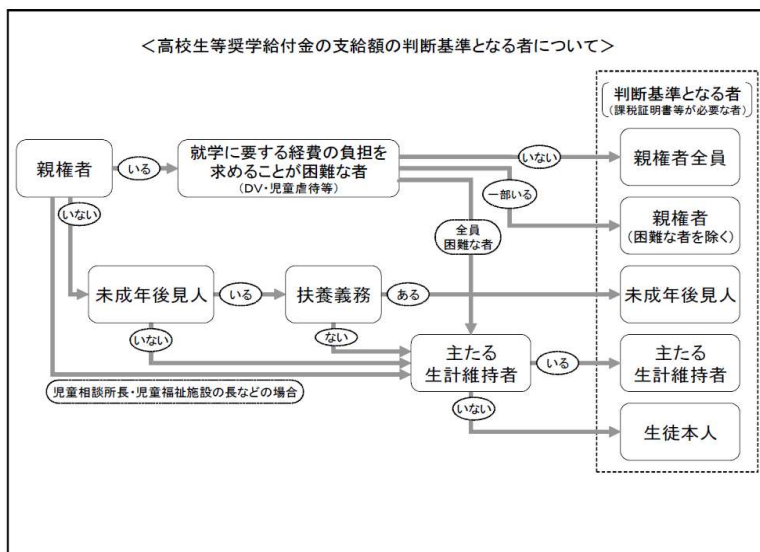 <高校生等奨学給付金の支給額の判断基準となる者について>
判断基準となる者
(課税証明書等が必要な者)
親権者
いる
就学に要する経費の負担を
求めることが困難な者
(DV・児童虐待等)
いない
親権者全員
一部いる
親権者
(困難な者を除く)
全員
困難な者
いない
未成年後見人
いる
扶養義務
ある
未成年後見人
いない
ない
主たる
生計維持者
いる
主たる
生計維持者
児童相談所長・児童福祉施設の長などの場合
いない
生徒本人